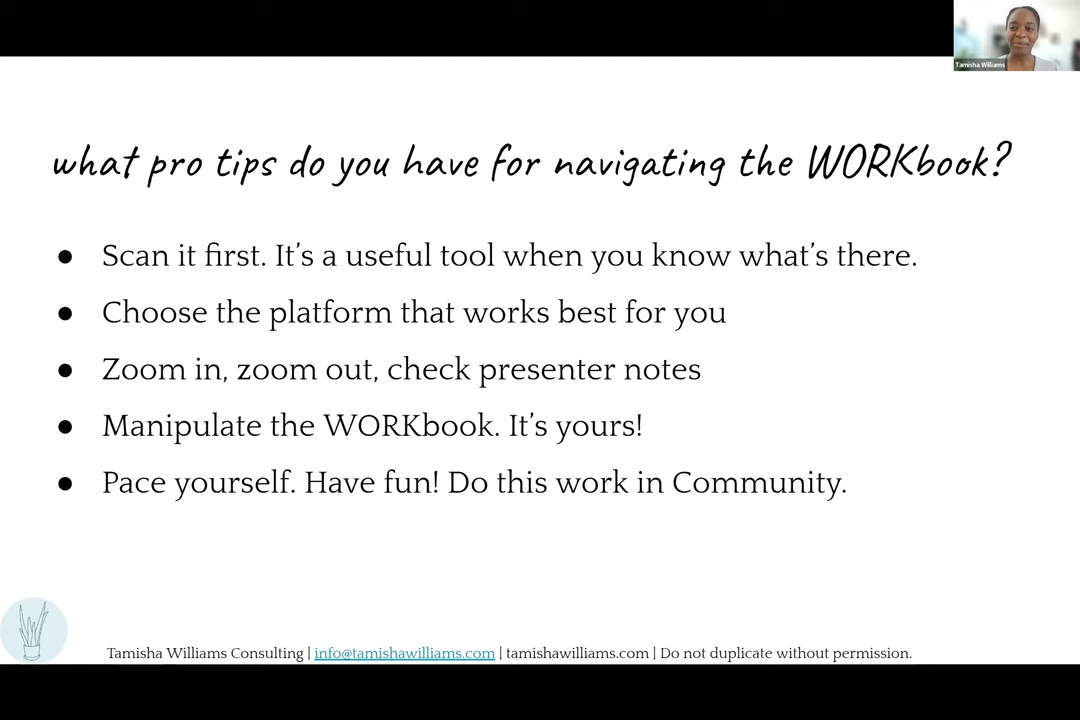 Tamisha Williams
what pro tips do you have for navigating the WORKbook?
● Scan it first. It’s a useful tool when you know what’s there.
● Choose the platform that works best for you
● Zoom in, zoom out, check presenter notes
● Manipulate the WORKbook. It’s yours!
● Pace yourself. Have fun! Do this work in Community.
Tamisha Williams Consulting | info@tamishawilliams.com | tamishawilliams.com | Do not duplicate without permission.